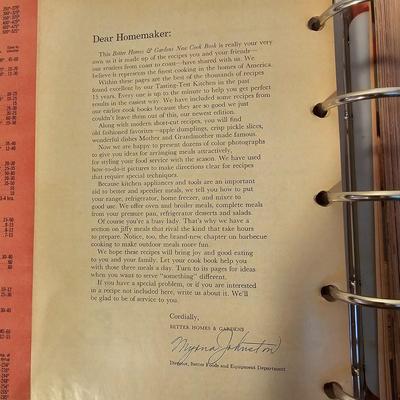 Dear Homemaker:
This Better Homes & Gardens New Cook Book is really your very
own as it is made up of the recipes you and your friends—
our readers from coast to coast—have shared with us. We
believe it represents the finest cooking in the homes of America.
Within these pages are the best of the thousands of recipes
found excellent by our Tasting-Test Kitchen in the past
15 years. Every one is up to the minute to help you get perfect
results in the easiest way. We have included some recipes from
our earlier cook books because they are so good we just
couldn't leave them out of this, our newest edition.
Along with modern short-cut recipes, you will find
old fashioned favorites—apple dumplings, crisp pickle slices,
wonderful dishes Mother and Grandmother made famous.
Now we are happy to present dozens of color photographs
to give you ideas for arranging meals attractively,
for styling your food service with the season. We have used
how-to-do-it pictures to make directions clear for recipes
that require special techniques.
Because kitchen appliances and tools are an important
aid to better and speedier meals, we tell you how to put
your range, refrigerator, home freezer, and mixer to
good use. We offer oven and broiler meals, complete meals
from your pressure pan, refrigerator desserts and salads.
Of course you're a busy lady. That's why we have a
section on jiffy meals that rival the kind that take hours
to prepare. Notice, too, the brand-new chapter on barbecue
cooking to make outdoor meals more fun.
We hope these recipes will bring joy and good eating
to you and your family. Let your cook book help you
with those three meals a day. Turn to its pages for ideas
when you want to serve "something" different.
If you have a special problem, or if you are interested
in a recipe not included here, write us about it. We'll
be glad to be of service to you.
Cordially,
BETTER HOMES & GARDENS
Myrna Johnston
Director, Better Foods and Equipment Department